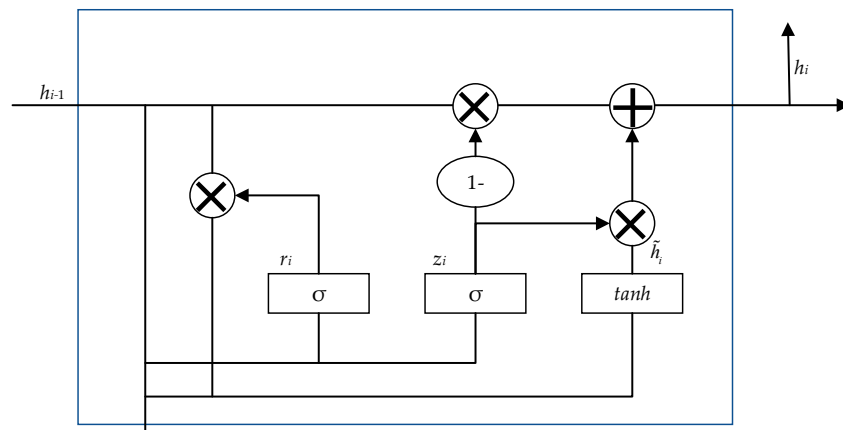 hᵢ₋₁
hᵢ
1-
rᵢ
zᵢ
h̃ᵢ
σ
σ
tanh